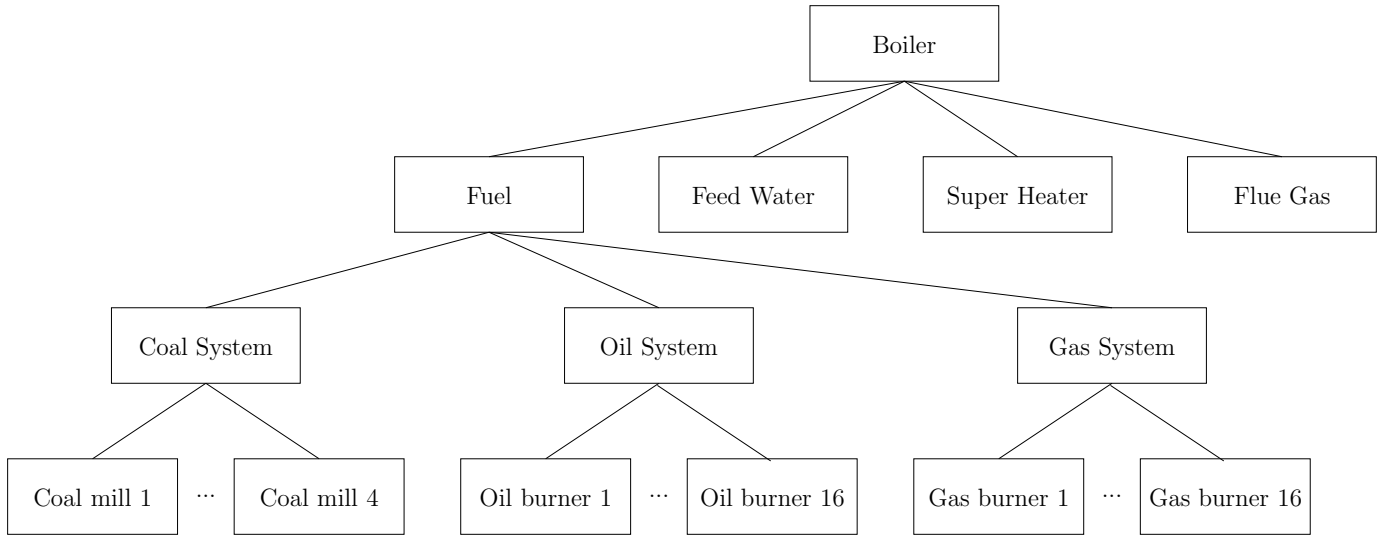 Boiler
Fuel
Feed Water
Super Heater
Flue Gas
Coal System
Oil System
Gas System
Coal mill 1
...
Coal mill 4
Oil burner 1
...
Oil burner 16
Gas burner 1
...
Gas burner 16